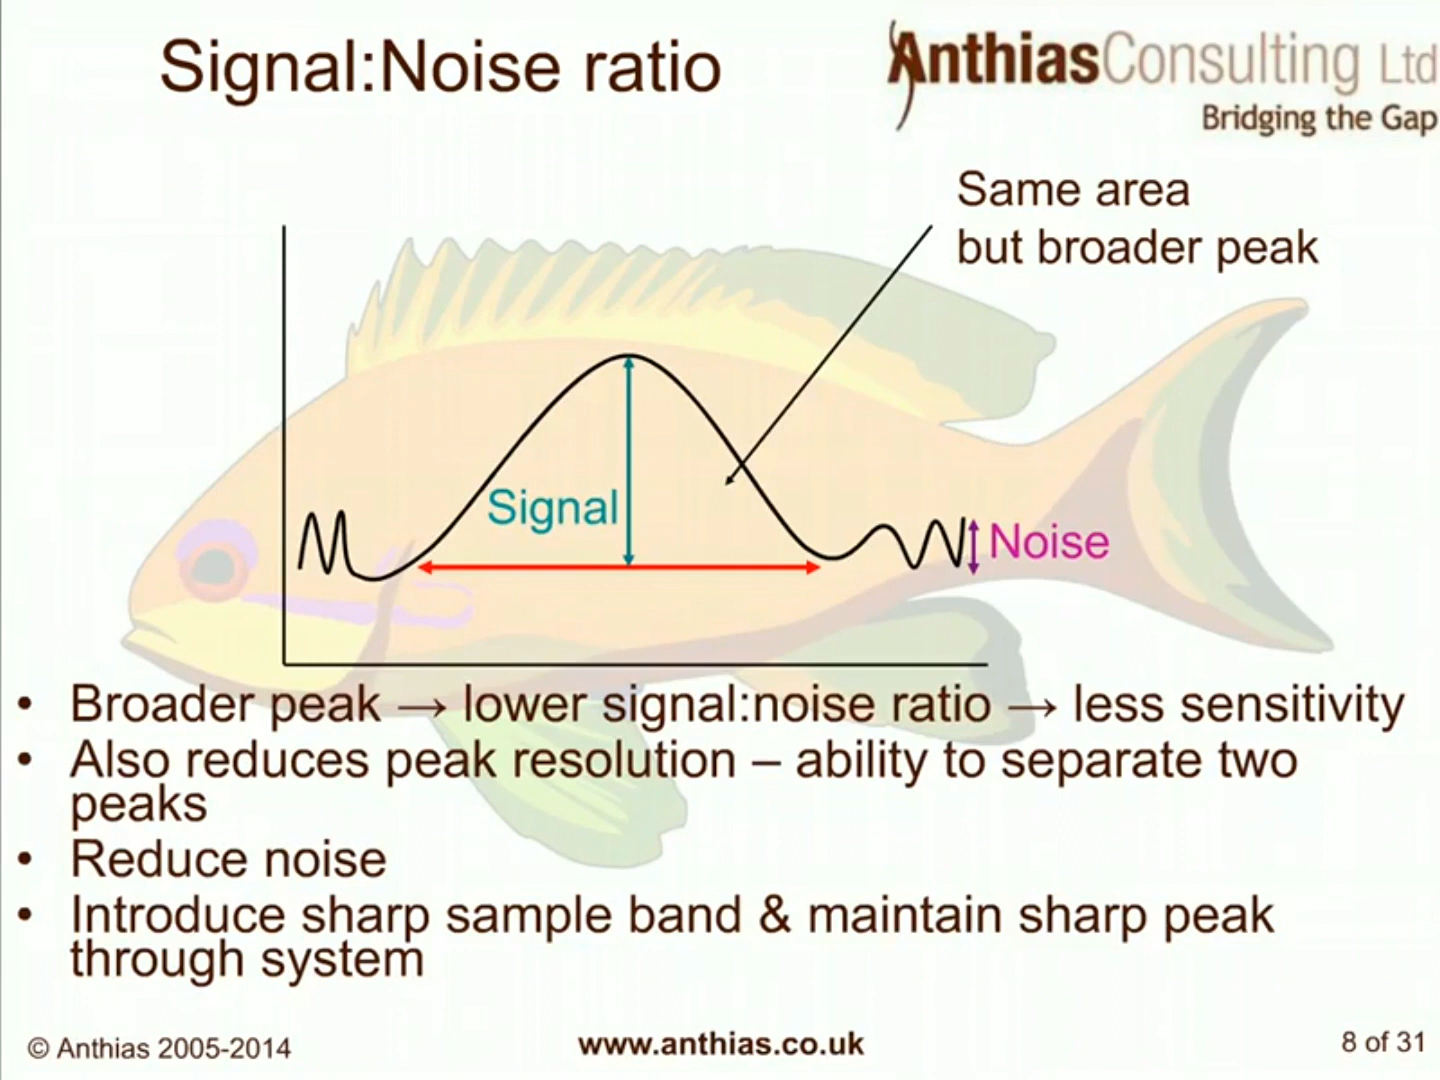 Signal:Noise ratio
AnthiasConsulting Ltd
Bridging the Gap
Same area
but broader peak
Signal
Noise
• Broader peak → lower signal:noise ratio → less sensitivity
• Also reduces peak resolution – ability to separate two
peaks
• Reduce noise
• Introduce sharp sample band & maintain sharp peak
through system
© Anthias 2005-2014
www.anthias.co.uk
8 of 31